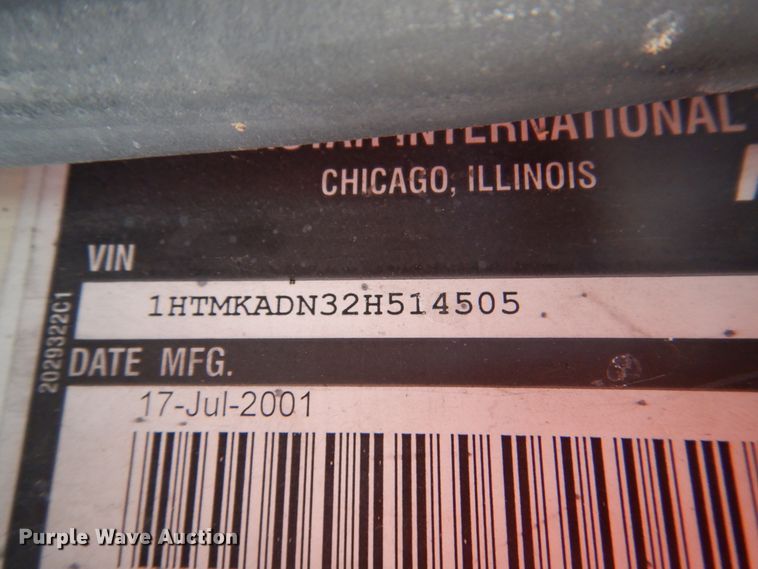 INTERNATIONAL
CHICAGO, ILLINOIS
VIN
1HTMKADN32H514505
2029322C1
DATE MFG.
17-Jul-2001
Purple Wave Auction